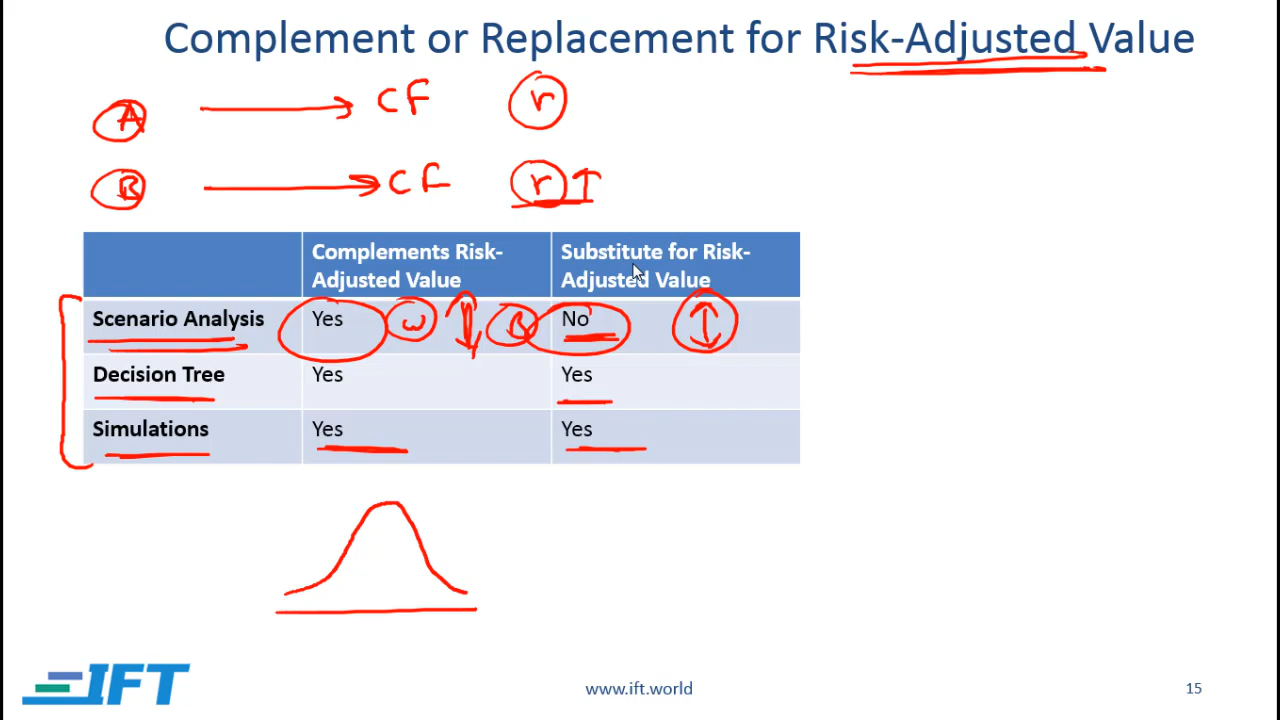 Complement or Replacement for Risk-Adjusted Value
A CF r
B CF r
Complements Risk-
Adjusted Value
Substitute for Risk-
Adjusted Value
Scenario Analysis Yes w B No
Decision Tree Yes Yes
Simulations Yes Yes
IFT
www.ift.world
15